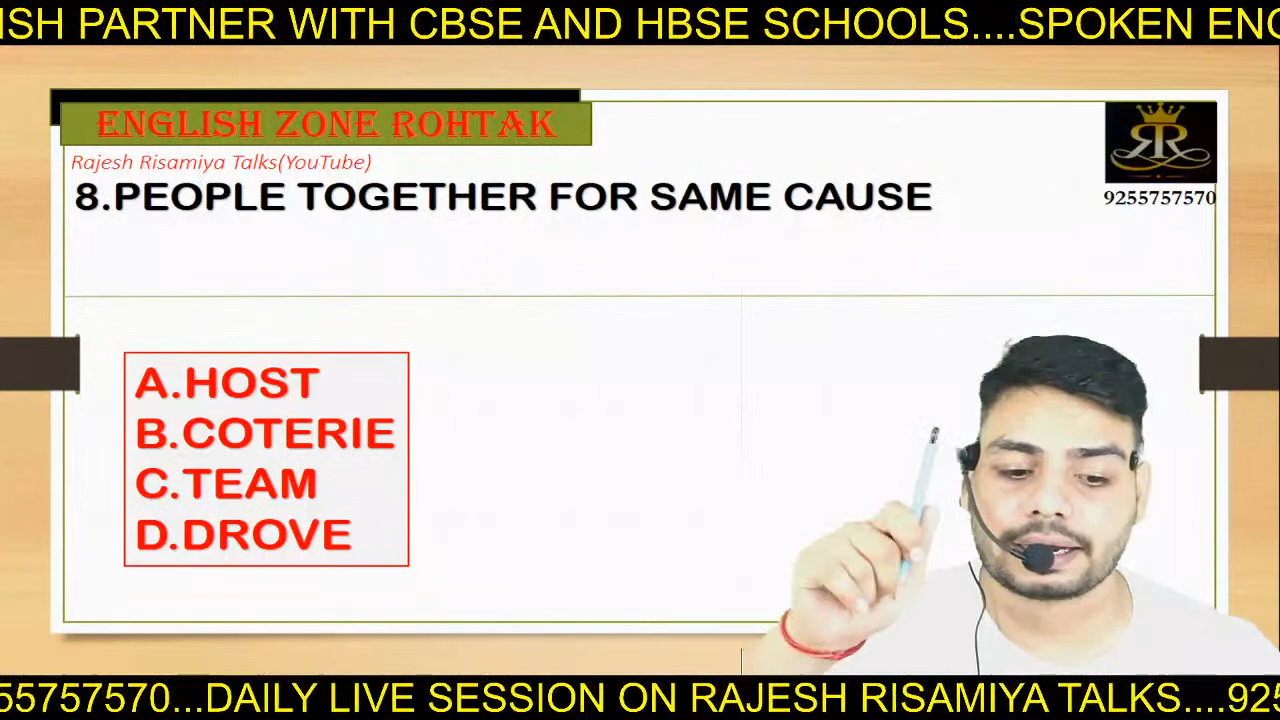 ISH PARTNER WITH CBSE AND HBSE SCHOOLS....SPOKEN ENG
ENGLISH ZONE ROHTAK
Rajesh Risamiya Talks(YouTube)
8.PEOPLE TOGETHER FOR SAME CAUSE
RR
9255757570
A.HOST
B.COTERIE
C.TEAM
D.DROVE
55757570...DAILY LIVE SESSION ON RAJESH RISAMIYA TALKS....925